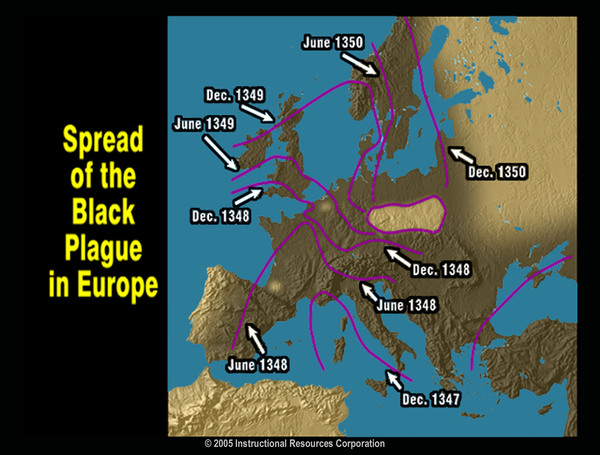 Spread
of the
Black
Plague
in Europe
June 1350
Dec. 1349
June 1349
Dec. 1350
Dec. 1348
Dec. 1348
June 1348
June 1348
Dec. 1347
© 2005 Instructional Resources Corporation